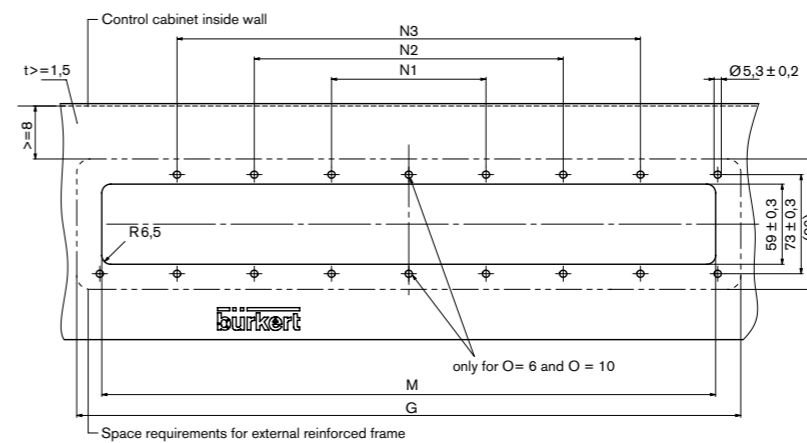 Control cabinet inside wall
N3
N2
t>=1,5
N1
Ø5,3±0,2
>=8
R6,5
59±0,3
73±0,3
bürkert
only for O= 6 and O = 10
M
G
Space requirements for external reinforced frame